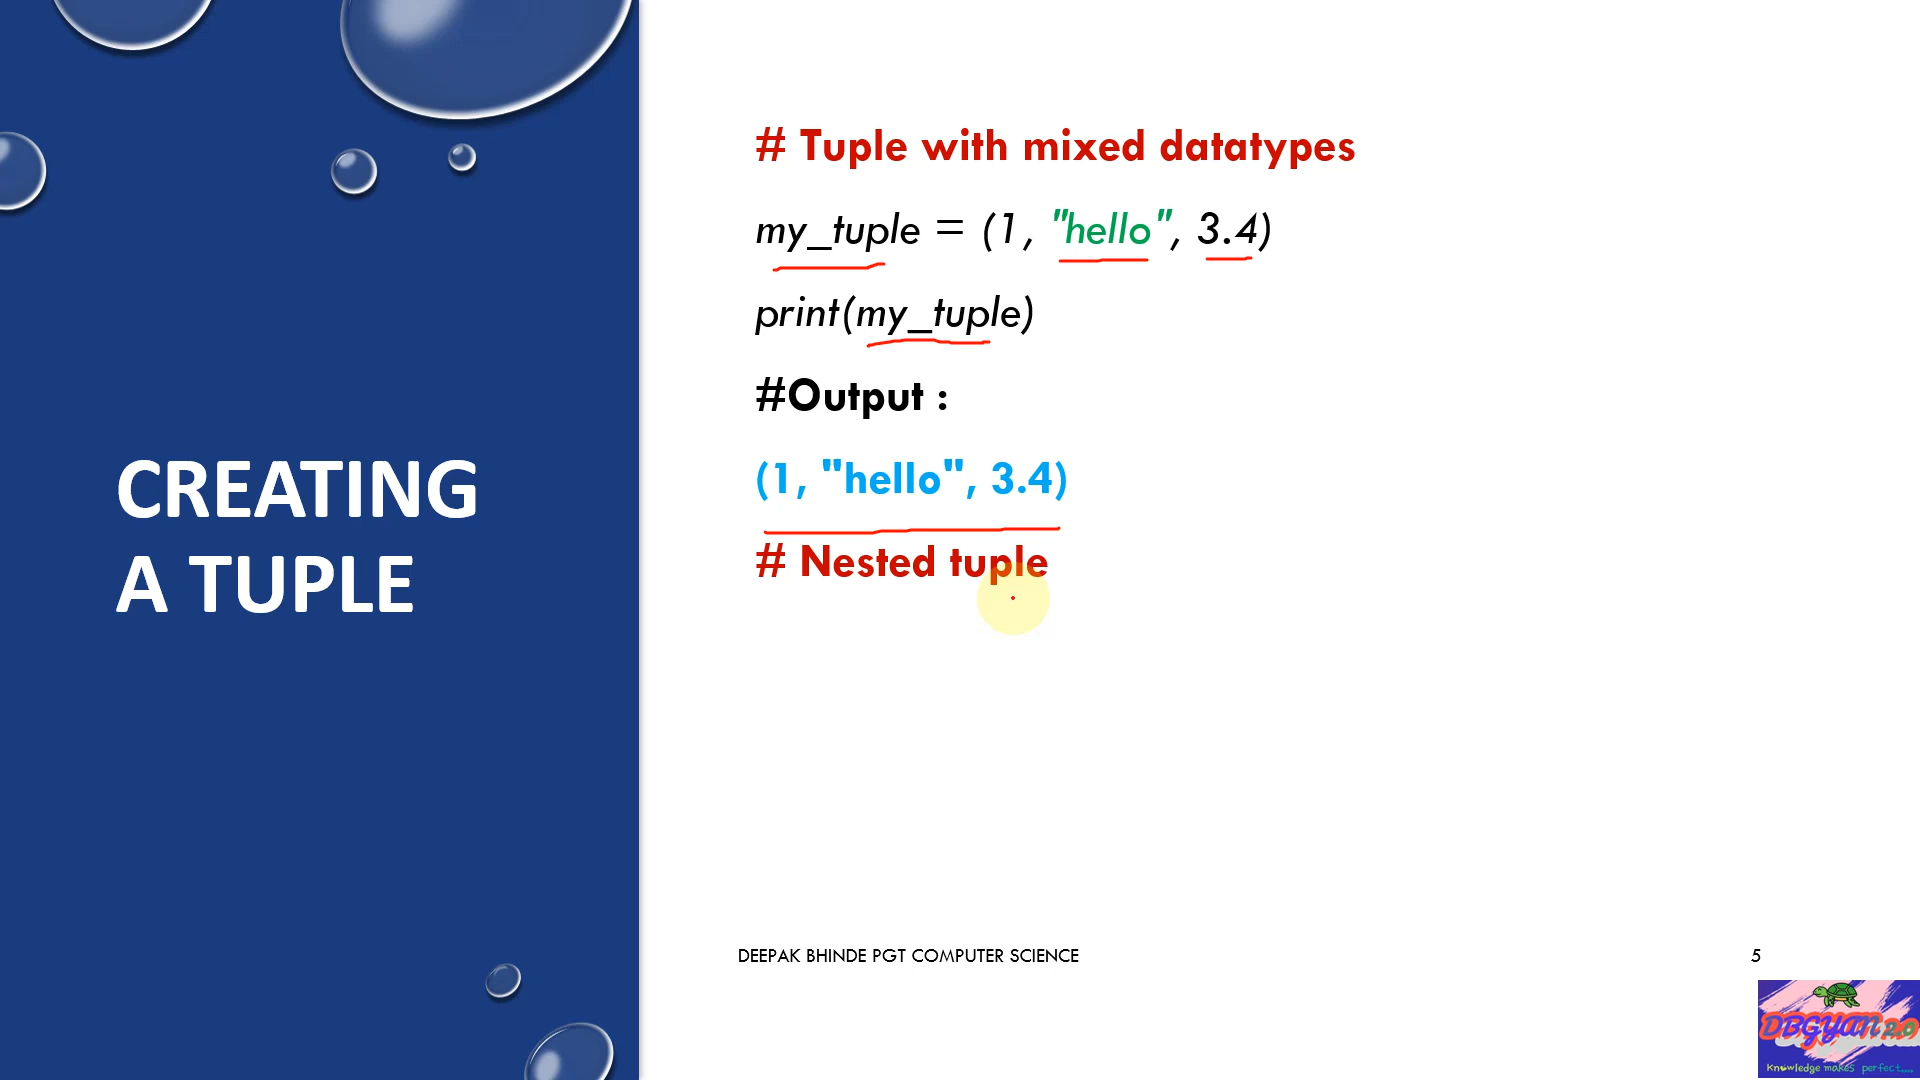 CREATING
A TUPLE
# Tuple with mixed datatypes
my_tuple = (1, "hello", 3.4)
print(my_tuple)
#Output :
(1, "hello", 3.4)
# Nested tuple
DEEPAK BHINDE PGT COMPUTER SCIENCE
5
DBGYAN 2.0
Knowledge makes perfect....